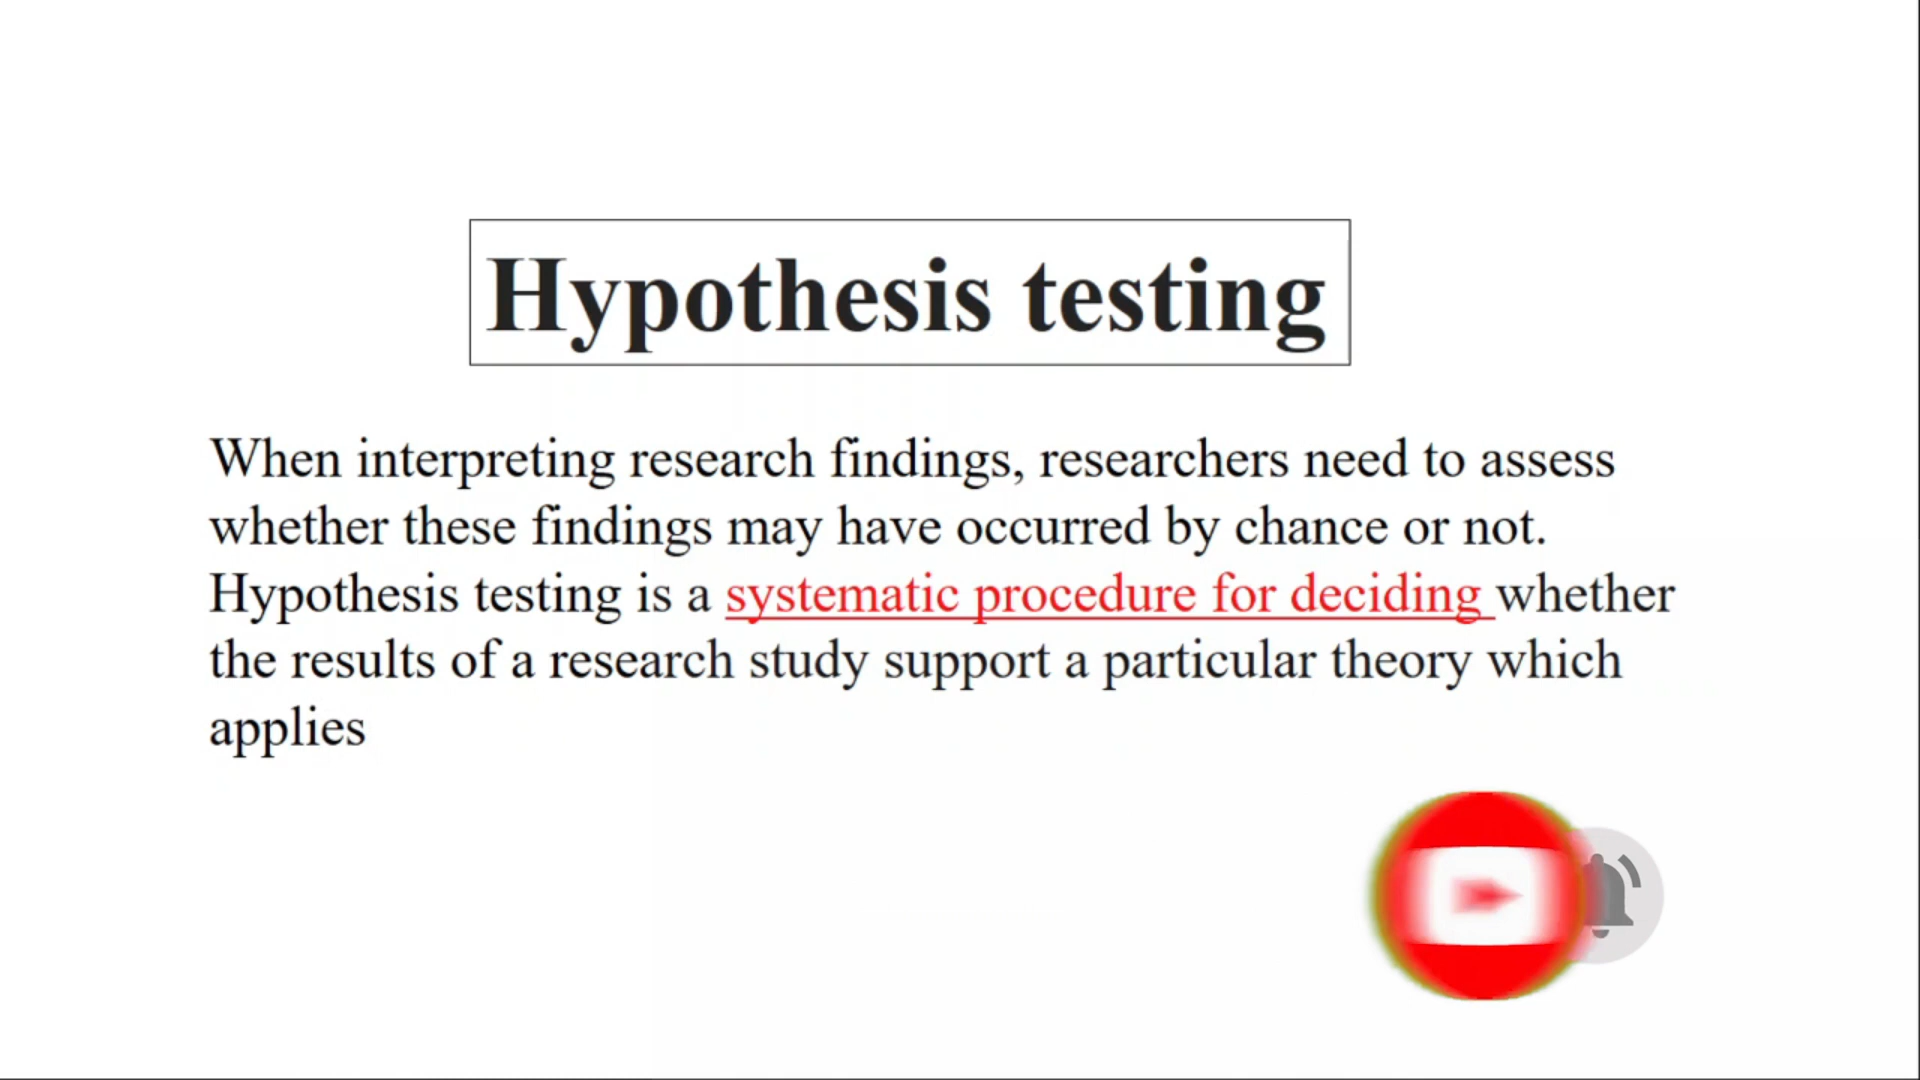 Hypothesis testing
When interpreting research findings, researchers need to assess
whether these findings may have occurred by chance or not.
Hypothesis testing is a systematic procedure for deciding whether
the results of a research study support a particular theory which
applies